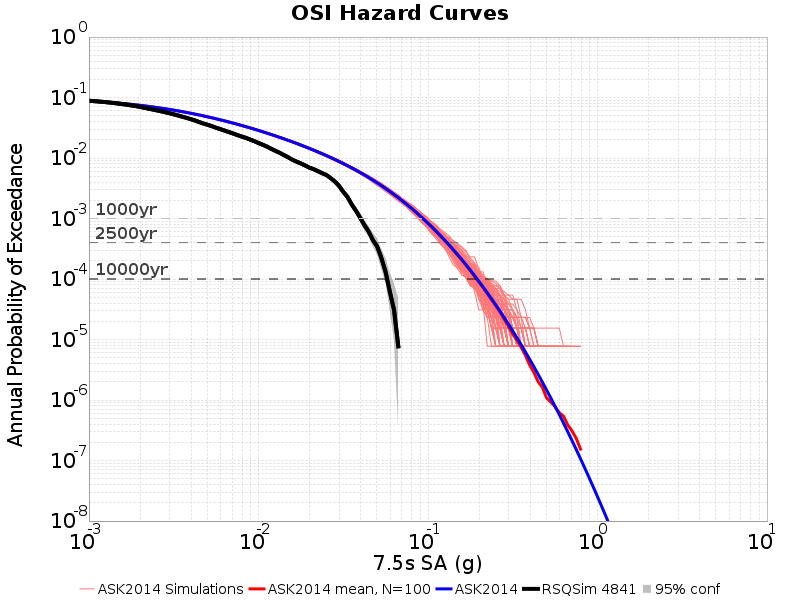 OSI Hazard Curves
Annual Probability of Exceedance
10^0
10^-1
10^-2
10^-3
10^-4
10^-5
10^-6
10^-7
10^-8
1000yr
2500yr
10000yr
10^-3 10^-2 10^-1 10^0 10^1
7.5s SA (g)
ASK2014 Simulations ASK2014 mean, N=100 ASK2014 RSQSim 4841 95% conf